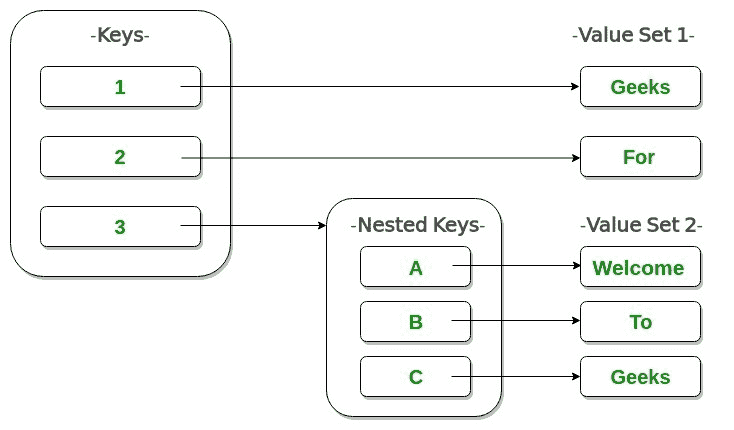 -Keys-
-Value Set 1-
1
Geeks
2
For
3
-Nested Keys-
-Value Set 2-
A
Welcome
B
To
C
Geeks